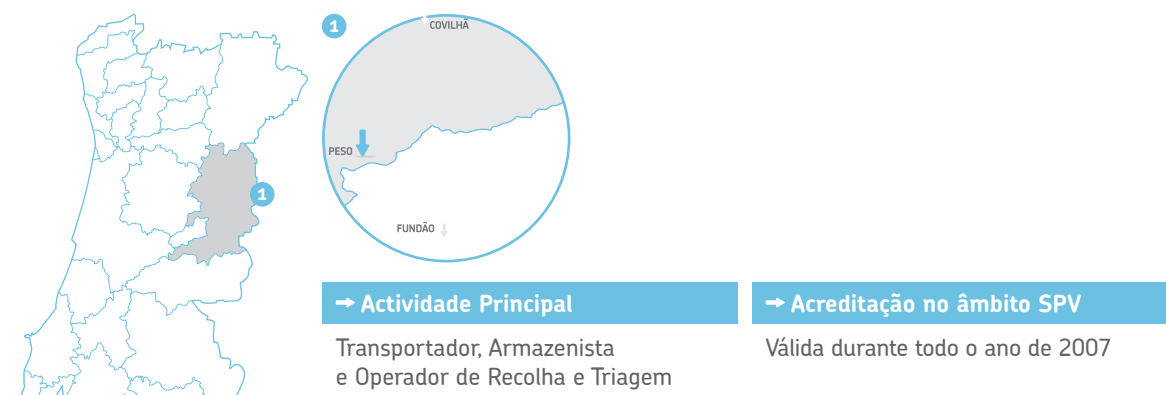 1
COVILHÃ
PESO
1
FUNDÃO
➞ Actividade Principal
Transportador, Armazenista
e Operador de Recolha e Triagem
➞ Acreditação no âmbito SPV
Válida durante todo o ano de 2007